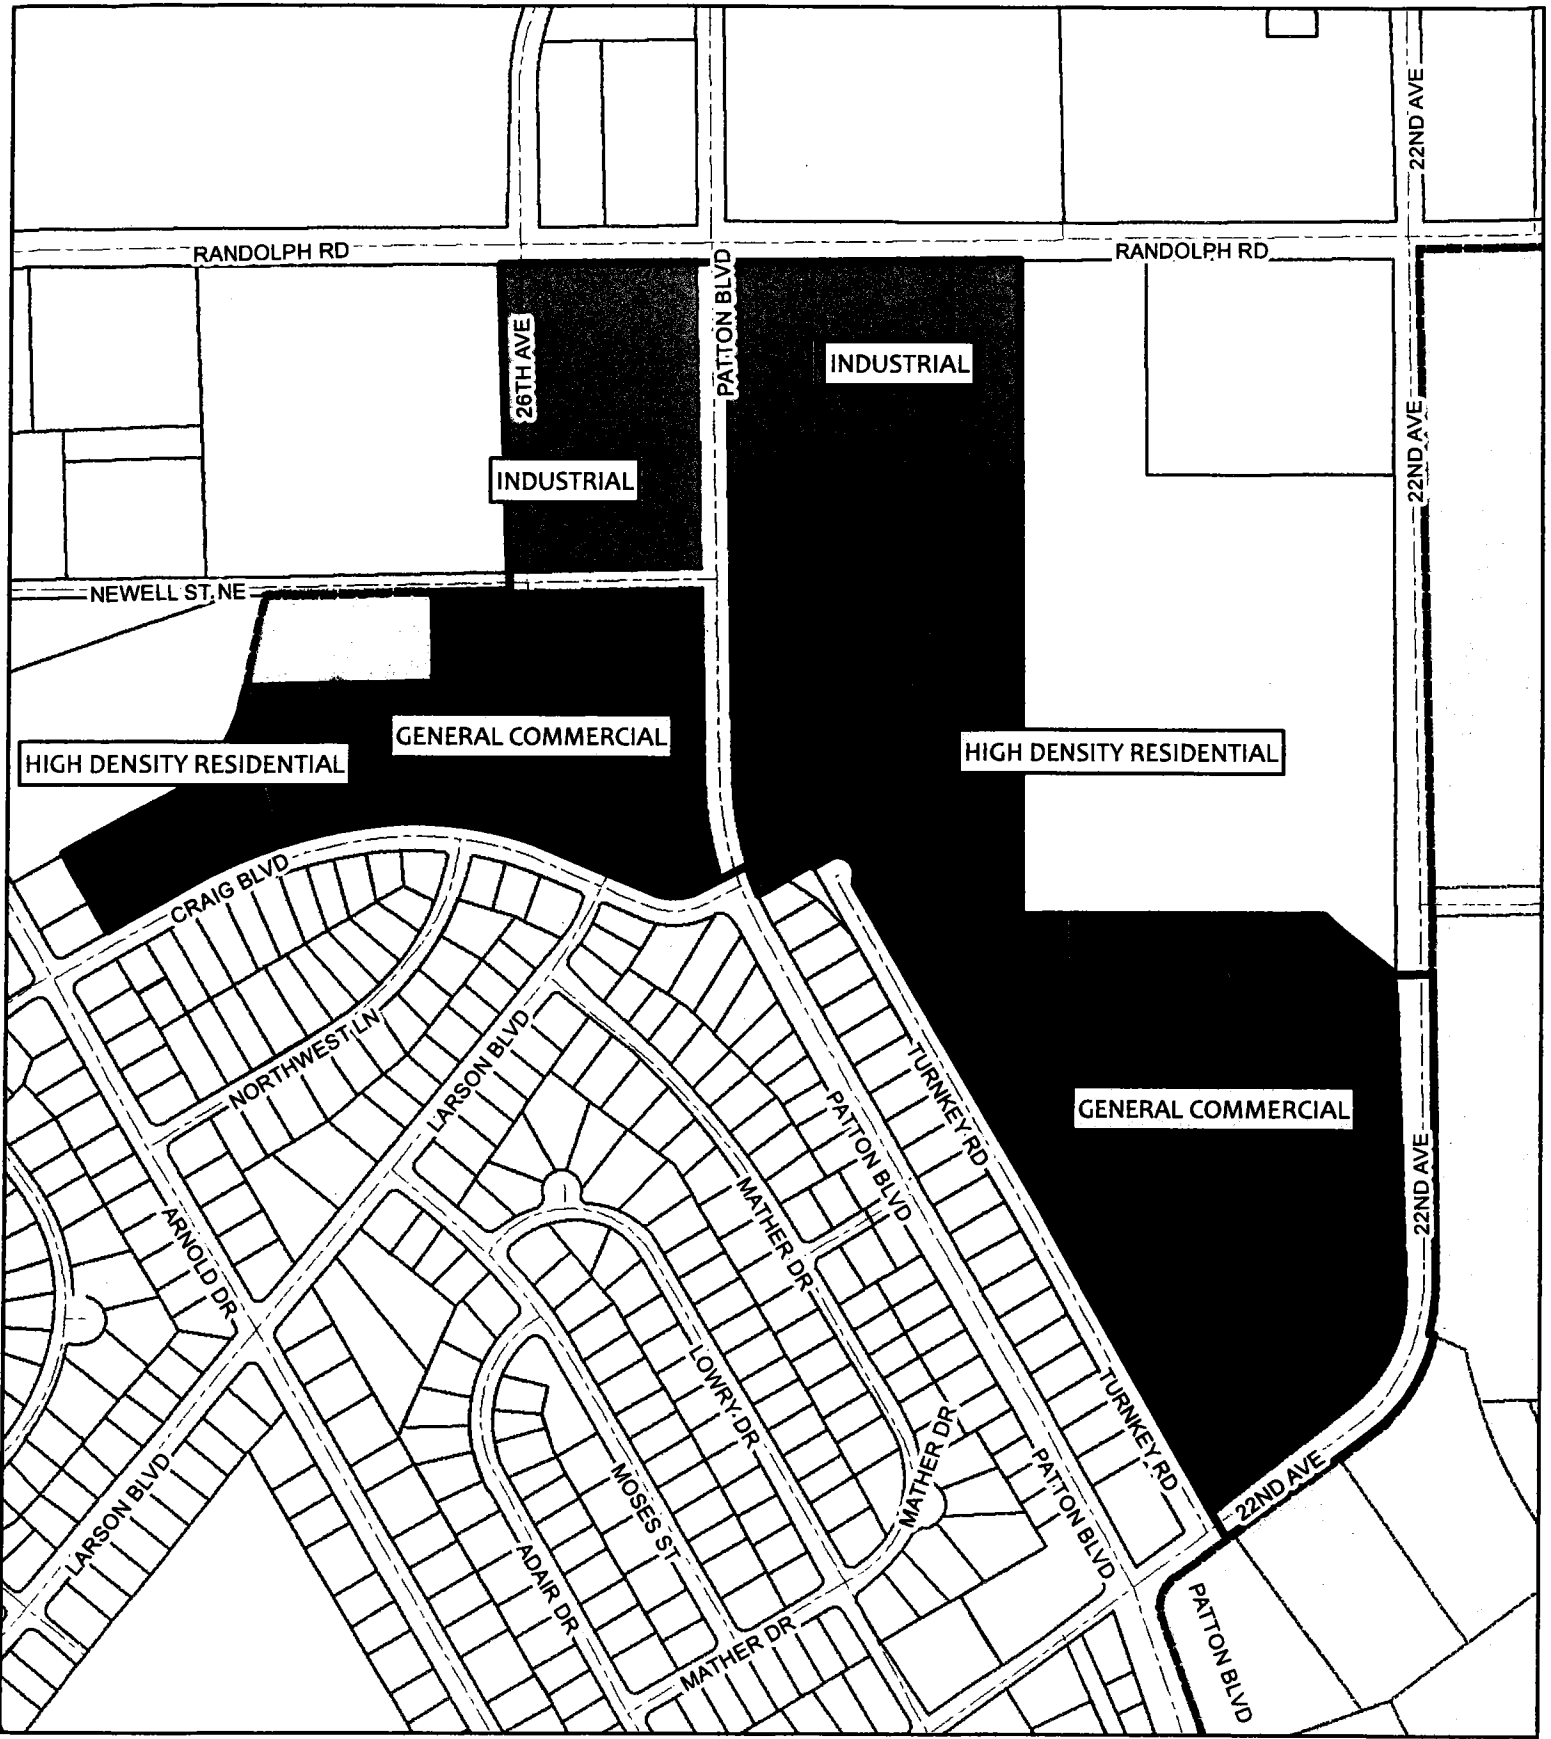 22ND AVE
RANDOLPH RD
PATTON BLVD
RANDOLPH RD
26TH AVE
INDUSTRIAL
22ND AVE
INDUSTRIAL
NEWELL ST NE
GENERAL COMMERCIAL
HIGH DENSITY RESIDENTIAL
HIGH DENSITY RESIDENTIAL
CRAIG BLVD
NORTHWEST LN
LARSON BLVD
TURNKEY RD
PATTON BLVD
GENERAL COMMERCIAL
22ND AVE
MATHER DR
ARNOLD DR
LOWRY DR
TURNKEY RD
MATHER DR
LARSON BLVD
MOSES ST
PATTON BLVD
22ND AVE
ADAIR DR
MATHER DR
PATTON BLVD